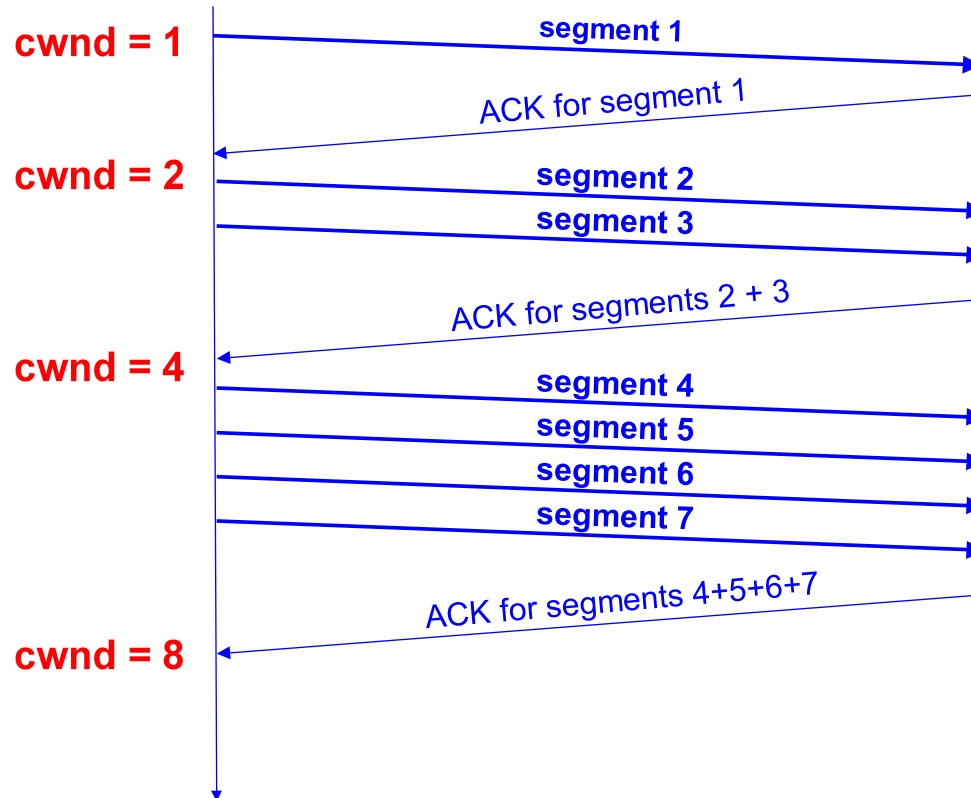 cwnd = 1
segment 1
ACK for segment 1
cwnd = 2
segment 2
segment 3
ACK for segments 2 + 3
cwnd = 4
segment 4
segment 5
segment 6
segment 7
ACK for segments 4+5+6+7
cwnd = 8